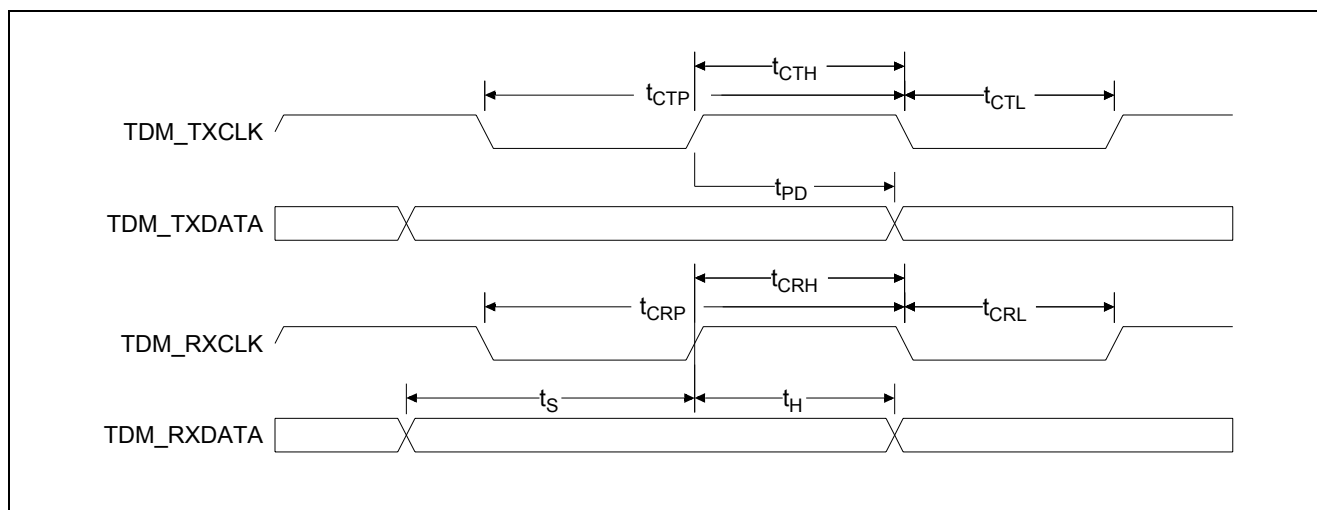 tCTH
tCTP
tCTL
TDM_TXCLK
tPD
TDM_TXDATA
tCRH
tCRP
tCRL
TDM_RXCLK
tS
tH
TDM_RXDATA